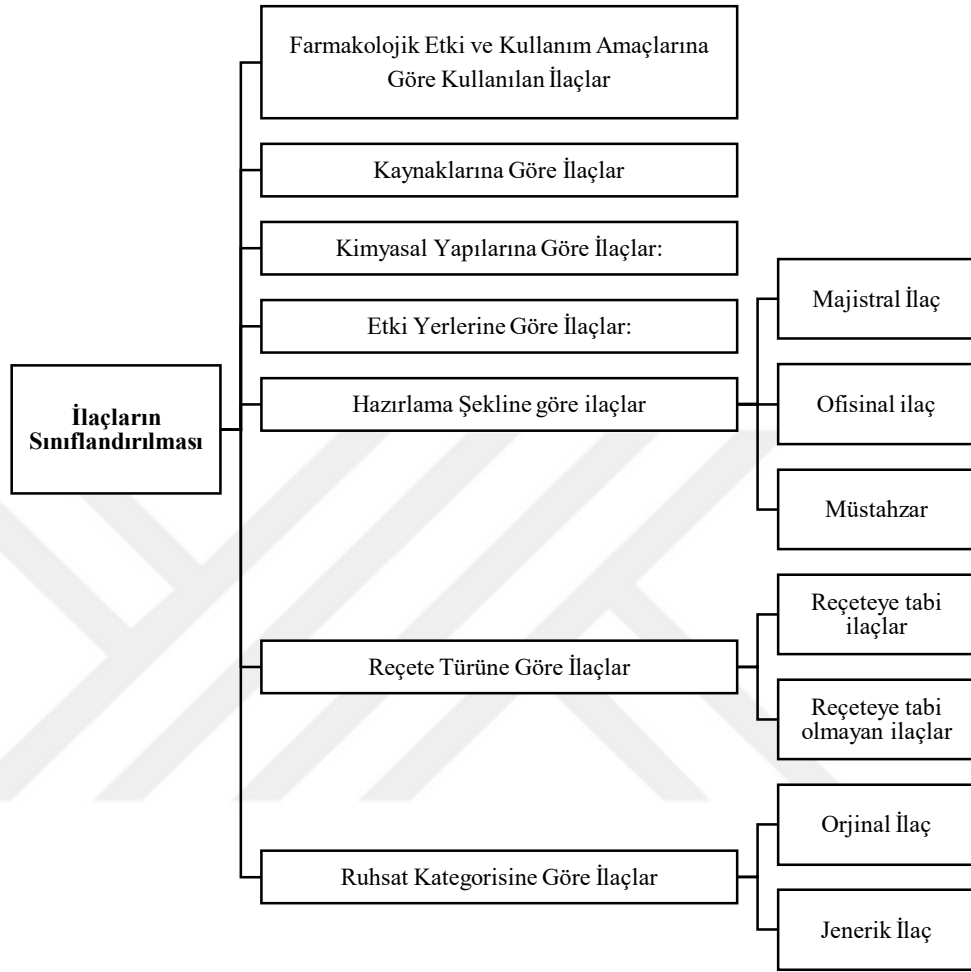 Farmakolojik Etki ve Kullanım Amaçlarına
Göre Kullanılan İlaçlar
Kaynaklarına Göre İlaçlar
Kimyasal Yapılarına Göre İlaçlar:
Etki Yerlerine Göre İlaçlar:
İlaçların
Sınıflandırılması
Hazırlama Şekline göre ilaçlar
Majistral İlaç
Ofisinal ilaç
Müstahzar
Reçete Türüne Göre İlaçlar
Reçeteye tabi
ilaçlar
Reçeteye tabi
olmayan ilaçlar
Ruhsat Kategorisine Göre İlaçlar
Orjinal İlaç
Jenerik İlaç